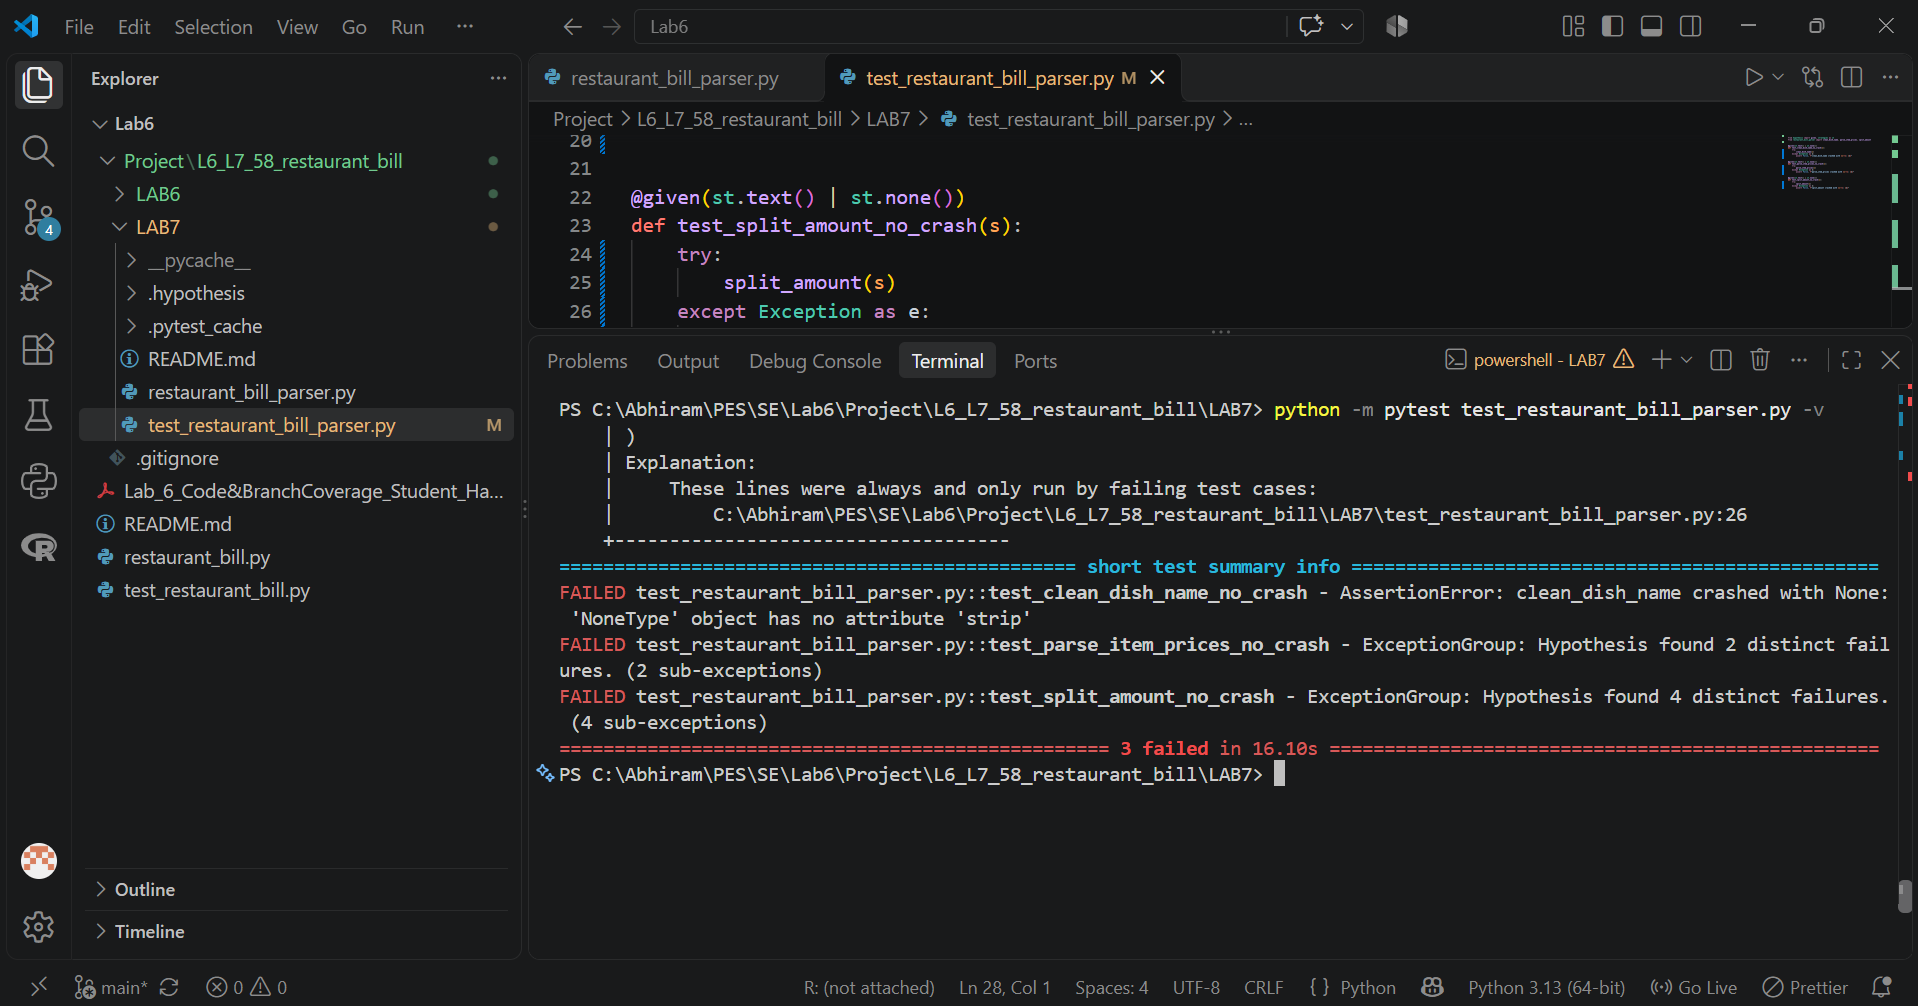 File Edit Selection View Go Run ...
Lab6
Explorer
Lab6
Project\L6_L7_58_restaurant_bill
LAB6
LAB7
__pycache__
.hypothesis
.pytest_cache
README.md
restaurant_bill_parser.py
test_restaurant_bill_parser.py M
.gitignore
Lab_6_Code&BranchCoverage_Student_Ha...
README.md
restaurant_bill.py
test_restaurant_bill.py
4
Outline
Timeline
restaurant_bill_parser.py
test_restaurant_bill_parser.py M
Project > L6_L7_58_restaurant_bill > LAB7 > test_restaurant_bill_parser.py > ...
20
21
22 @given(st.text() | st.none())
23 def test_split_amount_no_crash(s):
24 try:
25 split_amount(s)
26 except Exception as e:
Problems Output Debug Console Terminal Ports
powershell - LAB7
PS C:\Abhiram\PES\SE\Lab6\Project\L6_L7_58_restaurant_bill\LAB7> python -m pytest test_restaurant_bill_parser.py -v
| )
| Explanation:
| These lines were always and only run by failing test cases:
| C:\Abhiram\PES\SE\Lab6\Project\L6_L7_58_restaurant_bill\LAB7\test_restaurant_bill_parser.py:26
+------------------------------------
=============================================== short test summary info ================================================
FAILED test_restaurant_bill_parser.py::test_clean_dish_name_no_crash - AssertionError: clean_dish_name crashed with None:
'NoneType' object has no attribute 'strip'
FAILED test_restaurant_bill_parser.py::test_parse_item_prices_no_crash - ExceptionGroup: Hypothesis found 2 distinct fail
ures. (2 sub-exceptions)
FAILED test_restaurant_bill_parser.py::test_split_amount_no_crash - ExceptionGroup: Hypothesis found 4 distinct failures.
(4 sub-exceptions)
================================================== 3 failed in 16.10s ==================================================
PS C:\Abhiram\PES\SE\Lab6\Project\L6_L7_58_restaurant_bill\LAB7>
main* 0 0 R: (not attached) Ln 28, Col 1 Spaces: 4 UTF-8 CRLF { } Python Python 3.13 (64-bit) Go Live Prettier